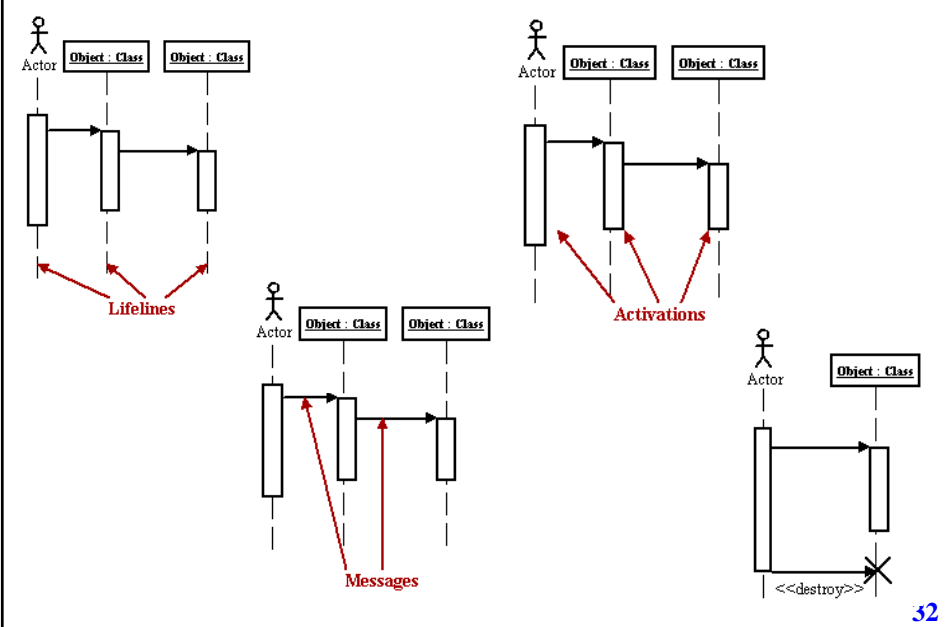 Actor
Object : Class
Object : Class
Lifelines
Actor
Object : Class
Object : Class
Activations
Actor
Object : Class
Object : Class
Messages
Actor
Object : Class
<<destroy>>
32